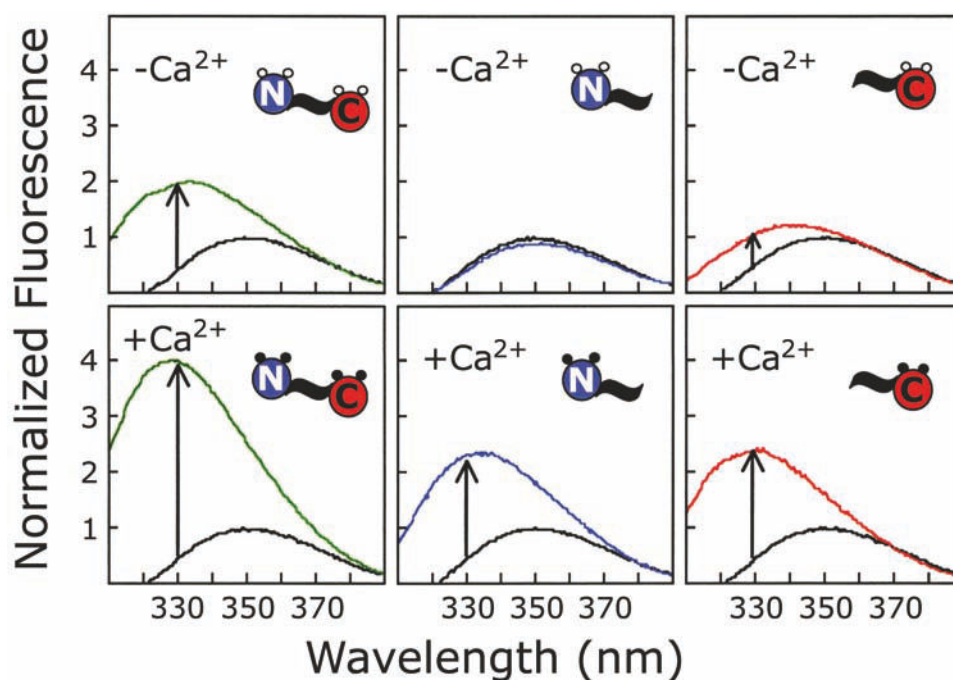 Normalized Fluorescence
-Ca²⁺
N
C
-Ca²⁺
N
-Ca²⁺
C
4
3
2
1
+Ca²⁺
N
C
+Ca²⁺
N
+Ca²⁺
C
4
3
2
1
330 350 370 330 350 370 330 350 370
Wavelength (nm)